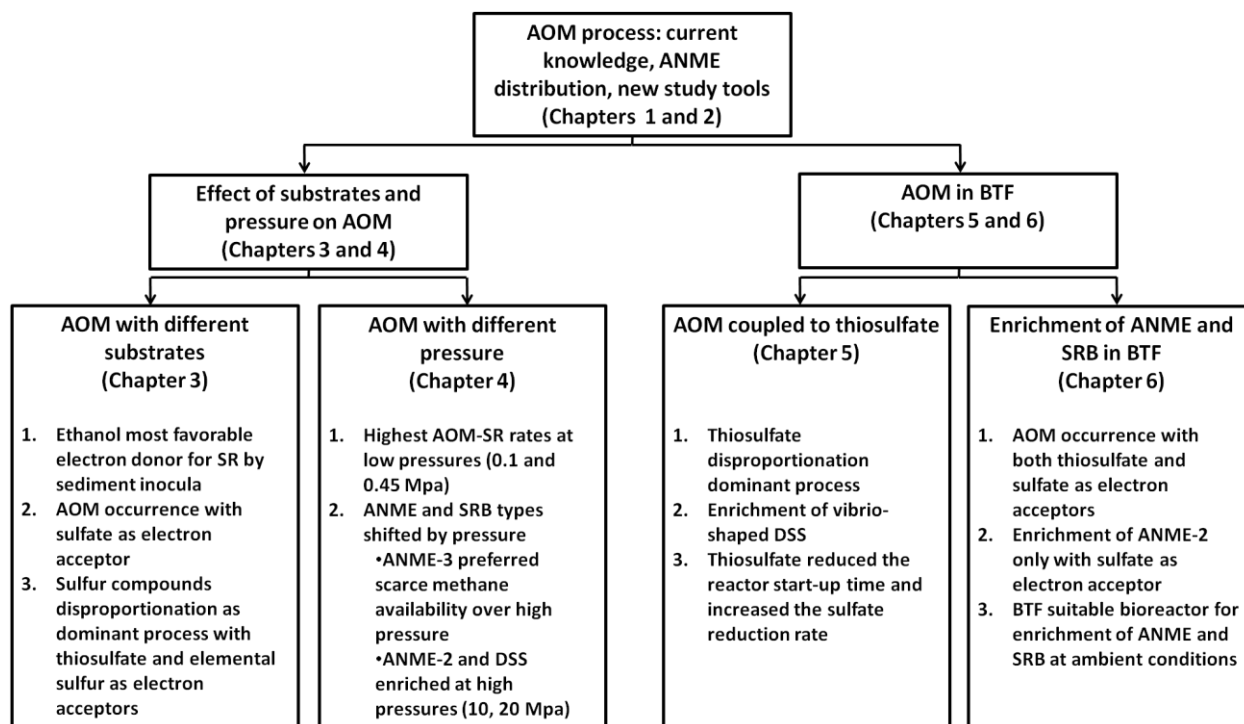 AOM process: current
knowledge, ANME
distribution, new study tools
(Chapters 1 and 2)
Effect of substrates and
pressure on AOM
(Chapters 3 and 4)
AOM in BTF
(Chapters 5 and 6)
AOM with different
substrates
(Chapter 3)
1. Ethanol most favorable
electron donor for SR by
sediment inocula
2. AOM occurrence with
sulfate as electron
acceptor
3. Sulfur compounds
disproportionation as
dominant process with
thiosulfate and elemental
sulfur as electron
acceptors
AOM with different
pressure
(Chapter 4)
1. Highest AOM-SR rates at
low pressures (0.1 and
0.45 Mpa)
2. ANME and SRB types
shifted by pressure
•ANME-3 preferred
scarce methane
availability over high
pressure
•ANME-2 and DSS
enriched at high
pressures (10, 20 Mpa)
AOM coupled to thiosulfate
(Chapter 5)
1. Thiosulfate
disproportionation
dominant process
2. Enrichment of vibrio-
shaped DSS
3. Thiosulfate reduced the
reactor start-up time and
increased the sulfate
reduction rate
Enrichment of ANME and
SRB in BTF
(Chapter 6)
1. AOM occurrence with
both thiosulfate and
sulfate as electron
acceptors
2. Enrichment of ANME-2
only with sulfate as
electron acceptor
3. BTF suitable bioreactor for
enrichment of ANME and
SRB at ambient conditions